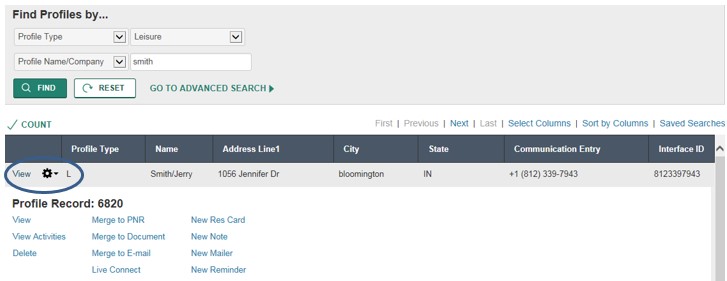 Find Profiles by...
Profile Type Leisure
Profile Name/Company smith
FIND RESET GO TO ADVANCED SEARCH
COUNT First | Previous | Next | Last | Select Columns | Sort by Columns | Saved Searches
Profile Type Name Address Line1 City State Communication Entry Interface ID
View L Smith/Jerry 1056 Jennifer Dr bloomington IN +1 (812) 339-7943 8123397943
Profile Record: 6820
View Merge to PNR New Res Card
View Activities Merge to Document New Note
Delete Merge to E-mail New Mailer
Live Connect New Reminder